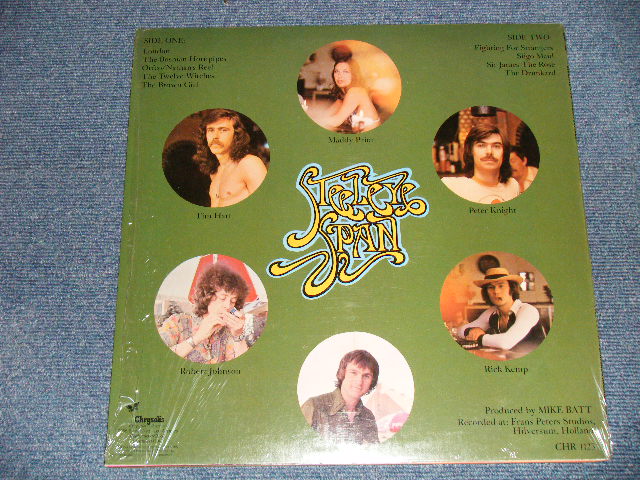 SIDE ONE:
London
The Bosnian Hornpipes
Orfeo/Nathan's Reel
The Twelve Witches
The Brown Girl
SIDE TWO
Fighting For Strangers
Sligo Maid
Sir James The Rose
The Drunkard
Maddy Prior
Tim Hart
Peter Knight
STEELEYE
SPAN
Robert Johnson
Rick Kemp
Produced by MIKE BATT
Recorded at: Frans Peters Studios,
Hilversum, Holland
Chrysalis
CHR 1123